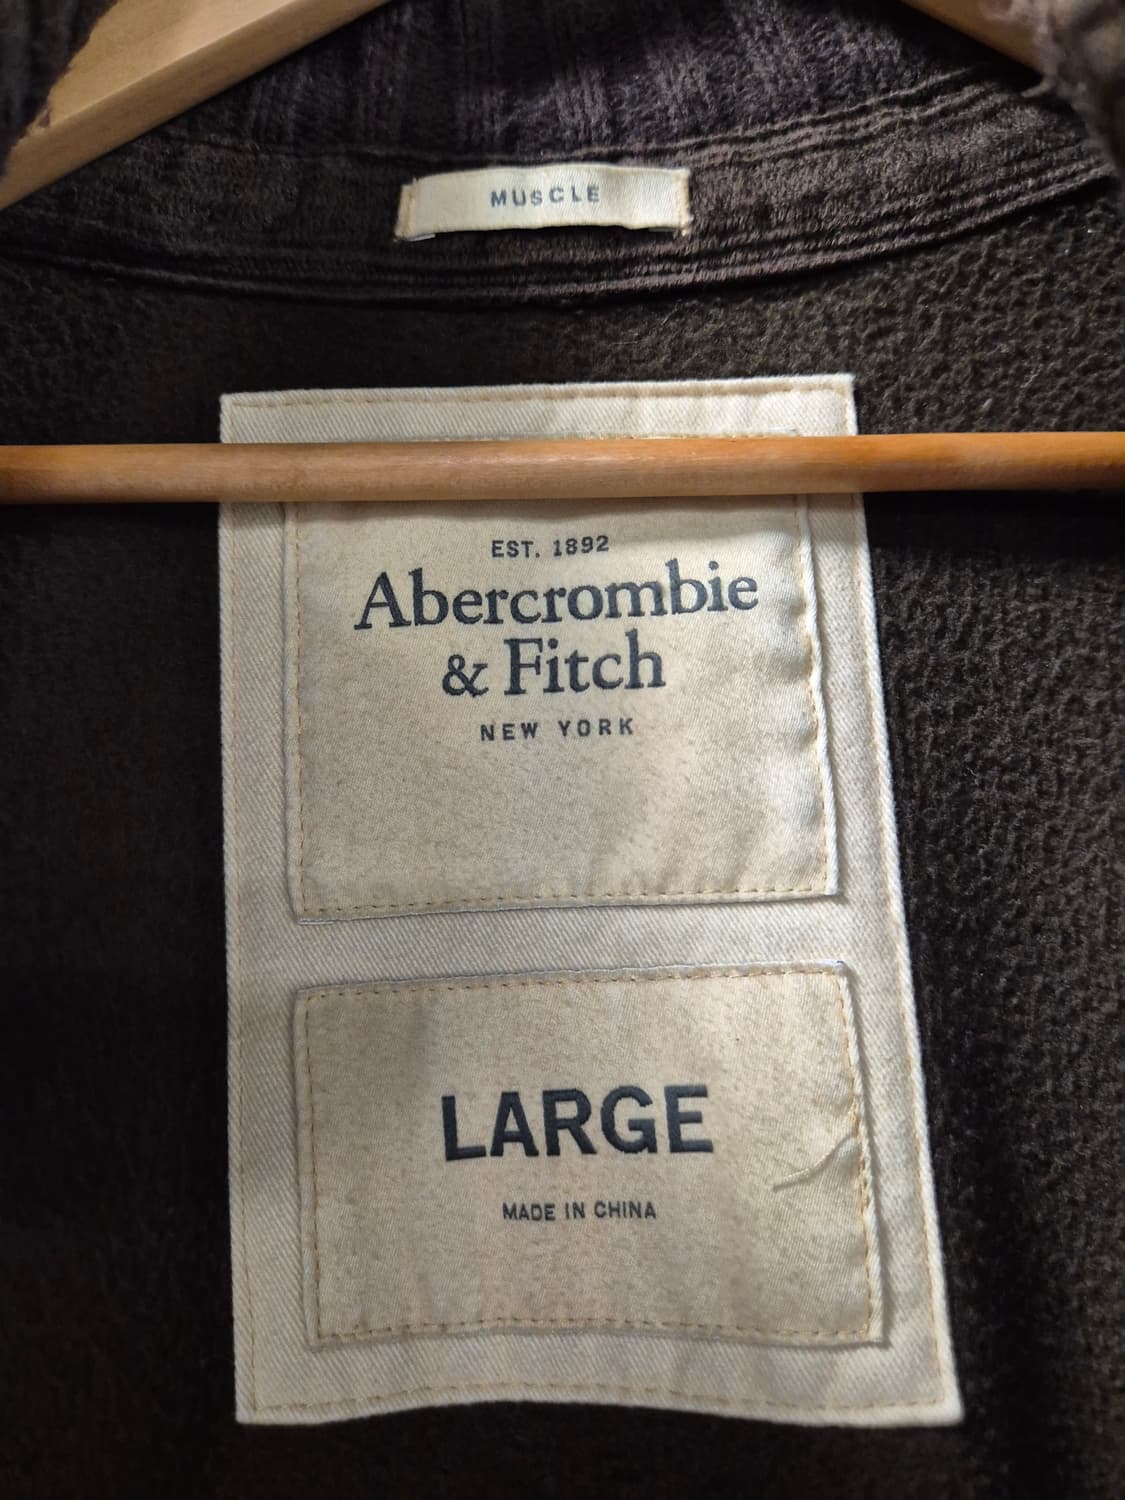 MUSCLE
EST. 1892
Abercrombie
& Fitch
NEW YORK
LARGE
MADE IN CHINA